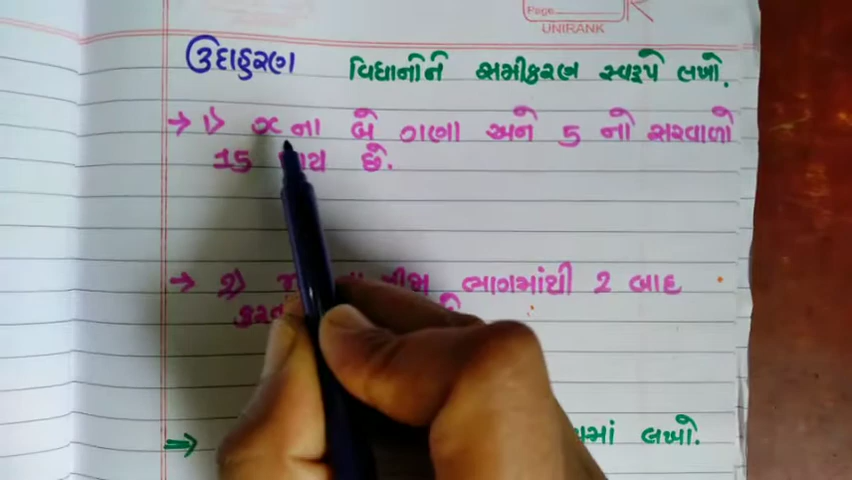 Page.
UNIRANK
ઉદાહરણ વિધાનોને સમીકરણ સ્વરૂપે લખો.
→ 1) x ના બે ગણા અને 5 નો સરવાળો
15 થાય છે.
→ 2) ભાગમાંથી 2 બાદ
લખો.